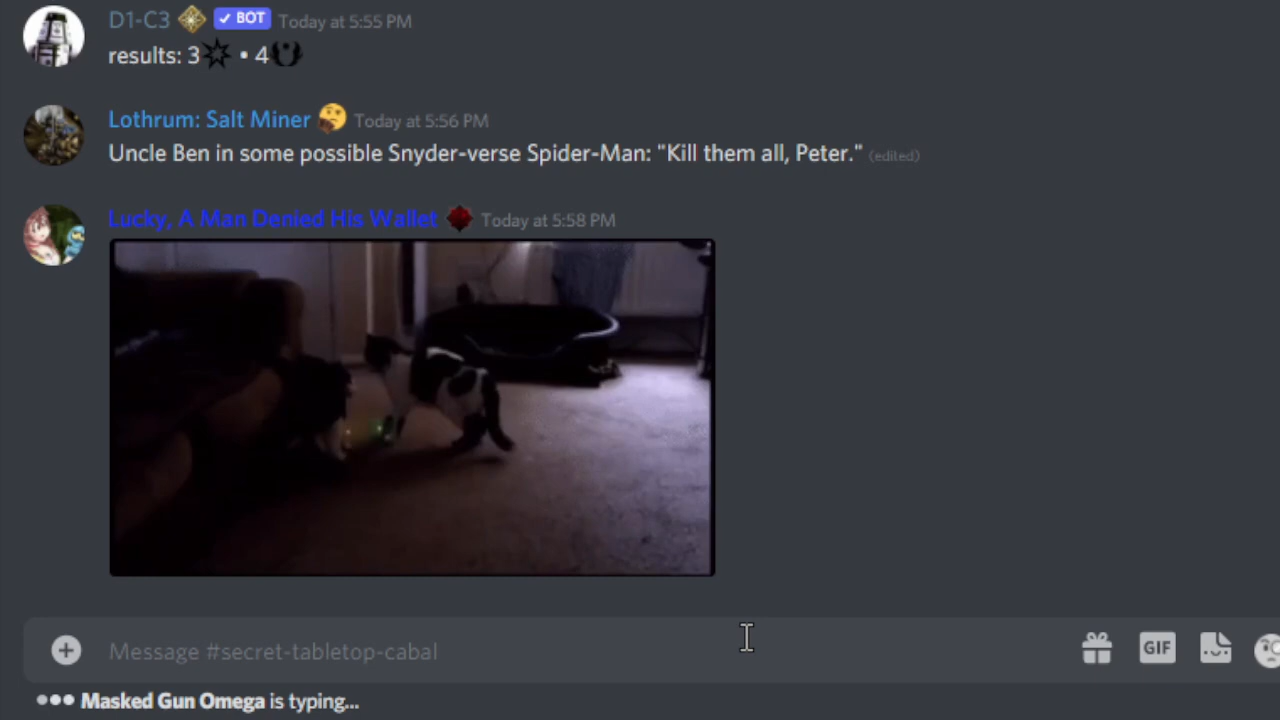 D1-C3 ✓ BOT Today at 5:55 PM
results: 3 • 4
Lothrum: Salt Miner Today at 5:56 PM
Uncle Ben in some possible Snyder-verse Spider-Man: "Kill them all, Peter." (edited)
Lucky, A Man Denied His Wallet Today at 5:58 PM
Message #secret-tabletop-cabal
GIF
Masked Gun Omega is typing...